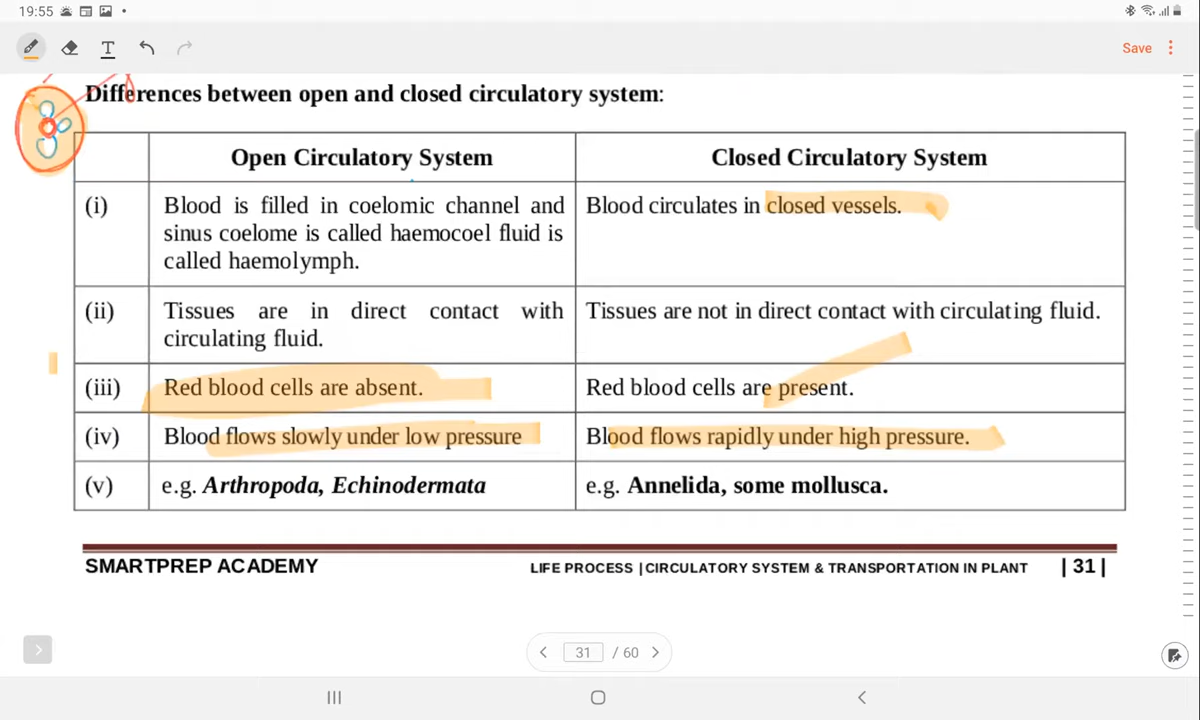 19:55
T
Save
Differences between open and closed circulatory system:
Open Circulatory System
Closed Circulatory System
(i)
Blood is filled in coelomic channel and
sinus coelome is called haemocoel fluid is
called haemolymph.
Blood circulates in closed vessels.
(ii)
Tissues are in direct contact with
circulating fluid.
Tissues are not in direct contact with circulating fluid.
(iii)
Red blood cells are absent.
Red blood cells are present.
(iv)
Blood flows slowly under low pressure
Blood flows rapidly under high pressure.
(v)
e.g. Arthropoda, Echinodermata
e.g. Annelida, some mollusca.
SMARTPREP ACADEMY
LIFE PROCESS | CIRCULATORY SYSTEM & TRANSPORTATION IN PLANT | 31 |
31 / 60